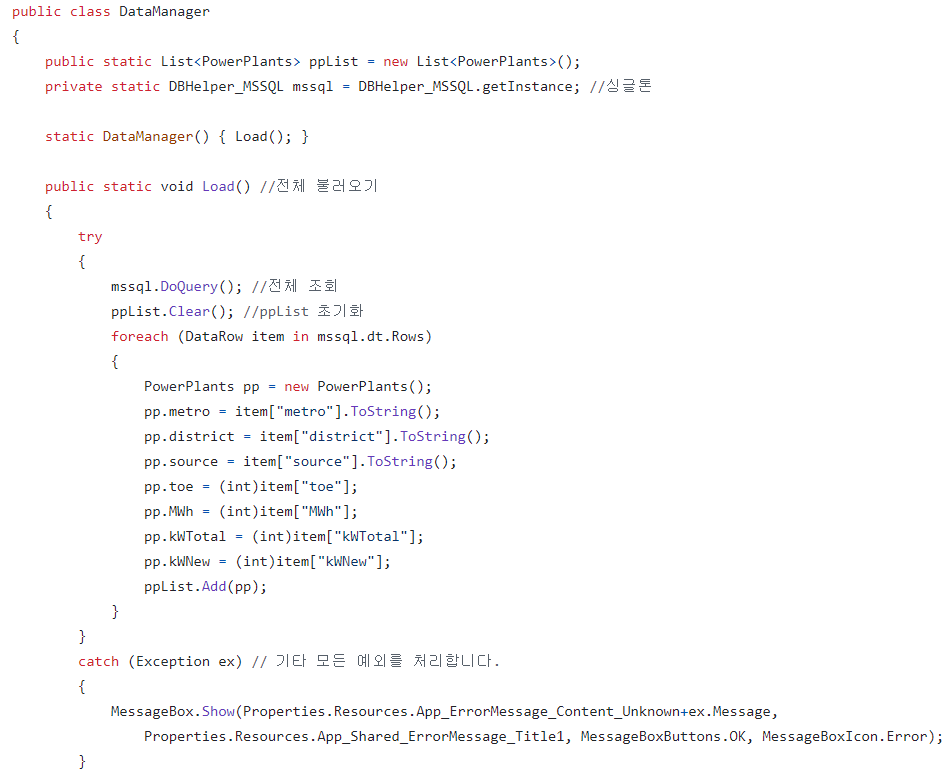 public class DataManager
{
    public static List<PowerPlants> ppList = new List<PowerPlants>();
    private static DBHelper_MSSQL mssql = DBHelper_MSSQL.getInstance; //싱글톤

    static DataManager() { Load(); }

    public static void Load() //전체 불러오기
    {
        try
        {
            mssql.DoQuery(); //전체 조회
            ppList.Clear(); //ppList 초기화
            foreach (DataRow item in mssql.dt.Rows)
            {
                PowerPlants pp = new PowerPlants();
                pp.metro = item["metro"].ToString();
                pp.district = item["district"].ToString();
                pp.source = item["source"].ToString();
                pp.toe = (int)item["toe"];
                pp.MWh = (int)item["MWh"];
                pp.kWTotal = (int)item["kWTotal"];
                pp.kWNew = (int)item["kWNew"];
                ppList.Add(pp);
            }
        }
        catch (Exception ex) // 기타 모든 예외를 처리합니다.
        {
            MessageBox.Show(Properties.Resources.App_ErrorMessage_Content_Unknown+ex.Message,
                Properties.Resources.App_Shared_ErrorMessage_Title1, MessageBoxButtons.OK, MessageBoxIcon.Error);
        }